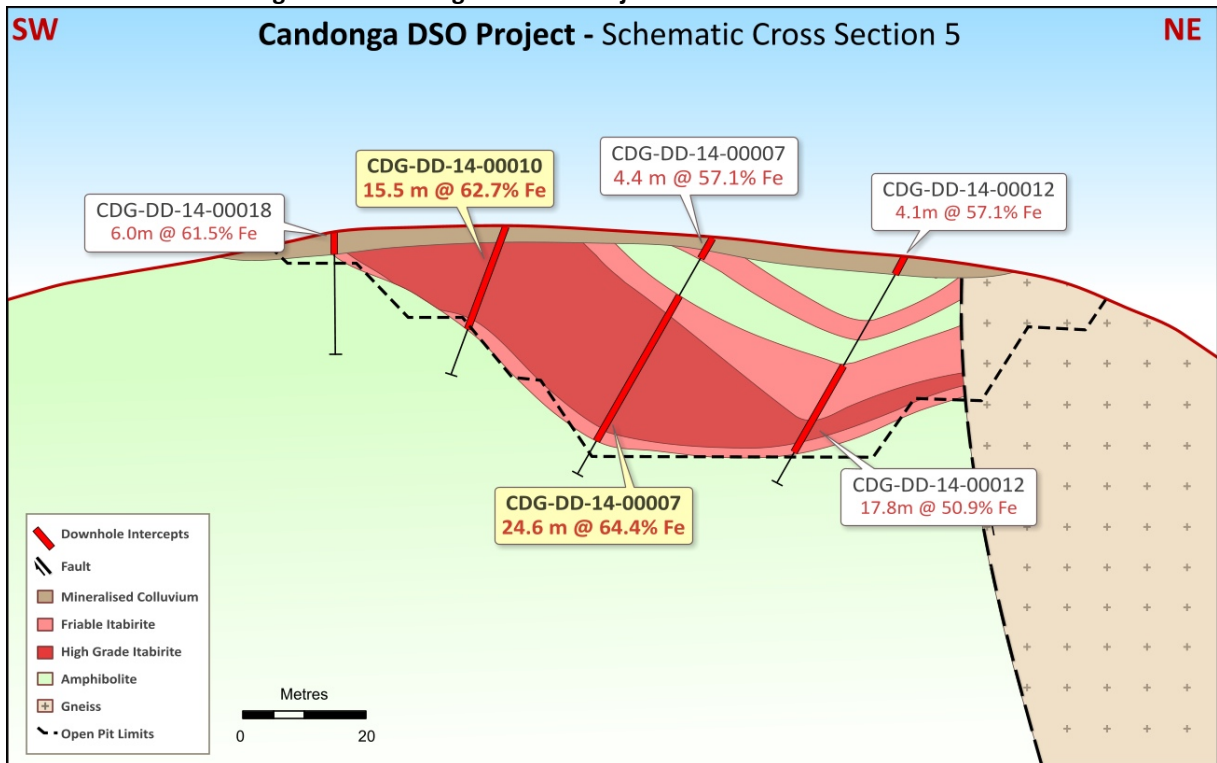 SW
Candonga DSO Project - Schematic Cross Section 5
NE
CDG-DD-14-00018
6.0m @ 61.5% Fe
CDG-DD-14-00010
15.5 m @ 62.7% Fe
CDG-DD-14-00007
4.4 m @ 57.1% Fe
CDG-DD-14-00012
4.1m @ 57.1% Fe
CDG-DD-14-00007
24.6 m @ 64.4% Fe
CDG-DD-14-00012
17.8m @ 50.9% Fe
Downhole Intercepts
Fault
Mineralised Colluvium
Friable Itabirite
High Grade Itabirite
Amphibolite
Gneiss
Open Pit Limits
Metres
0 20